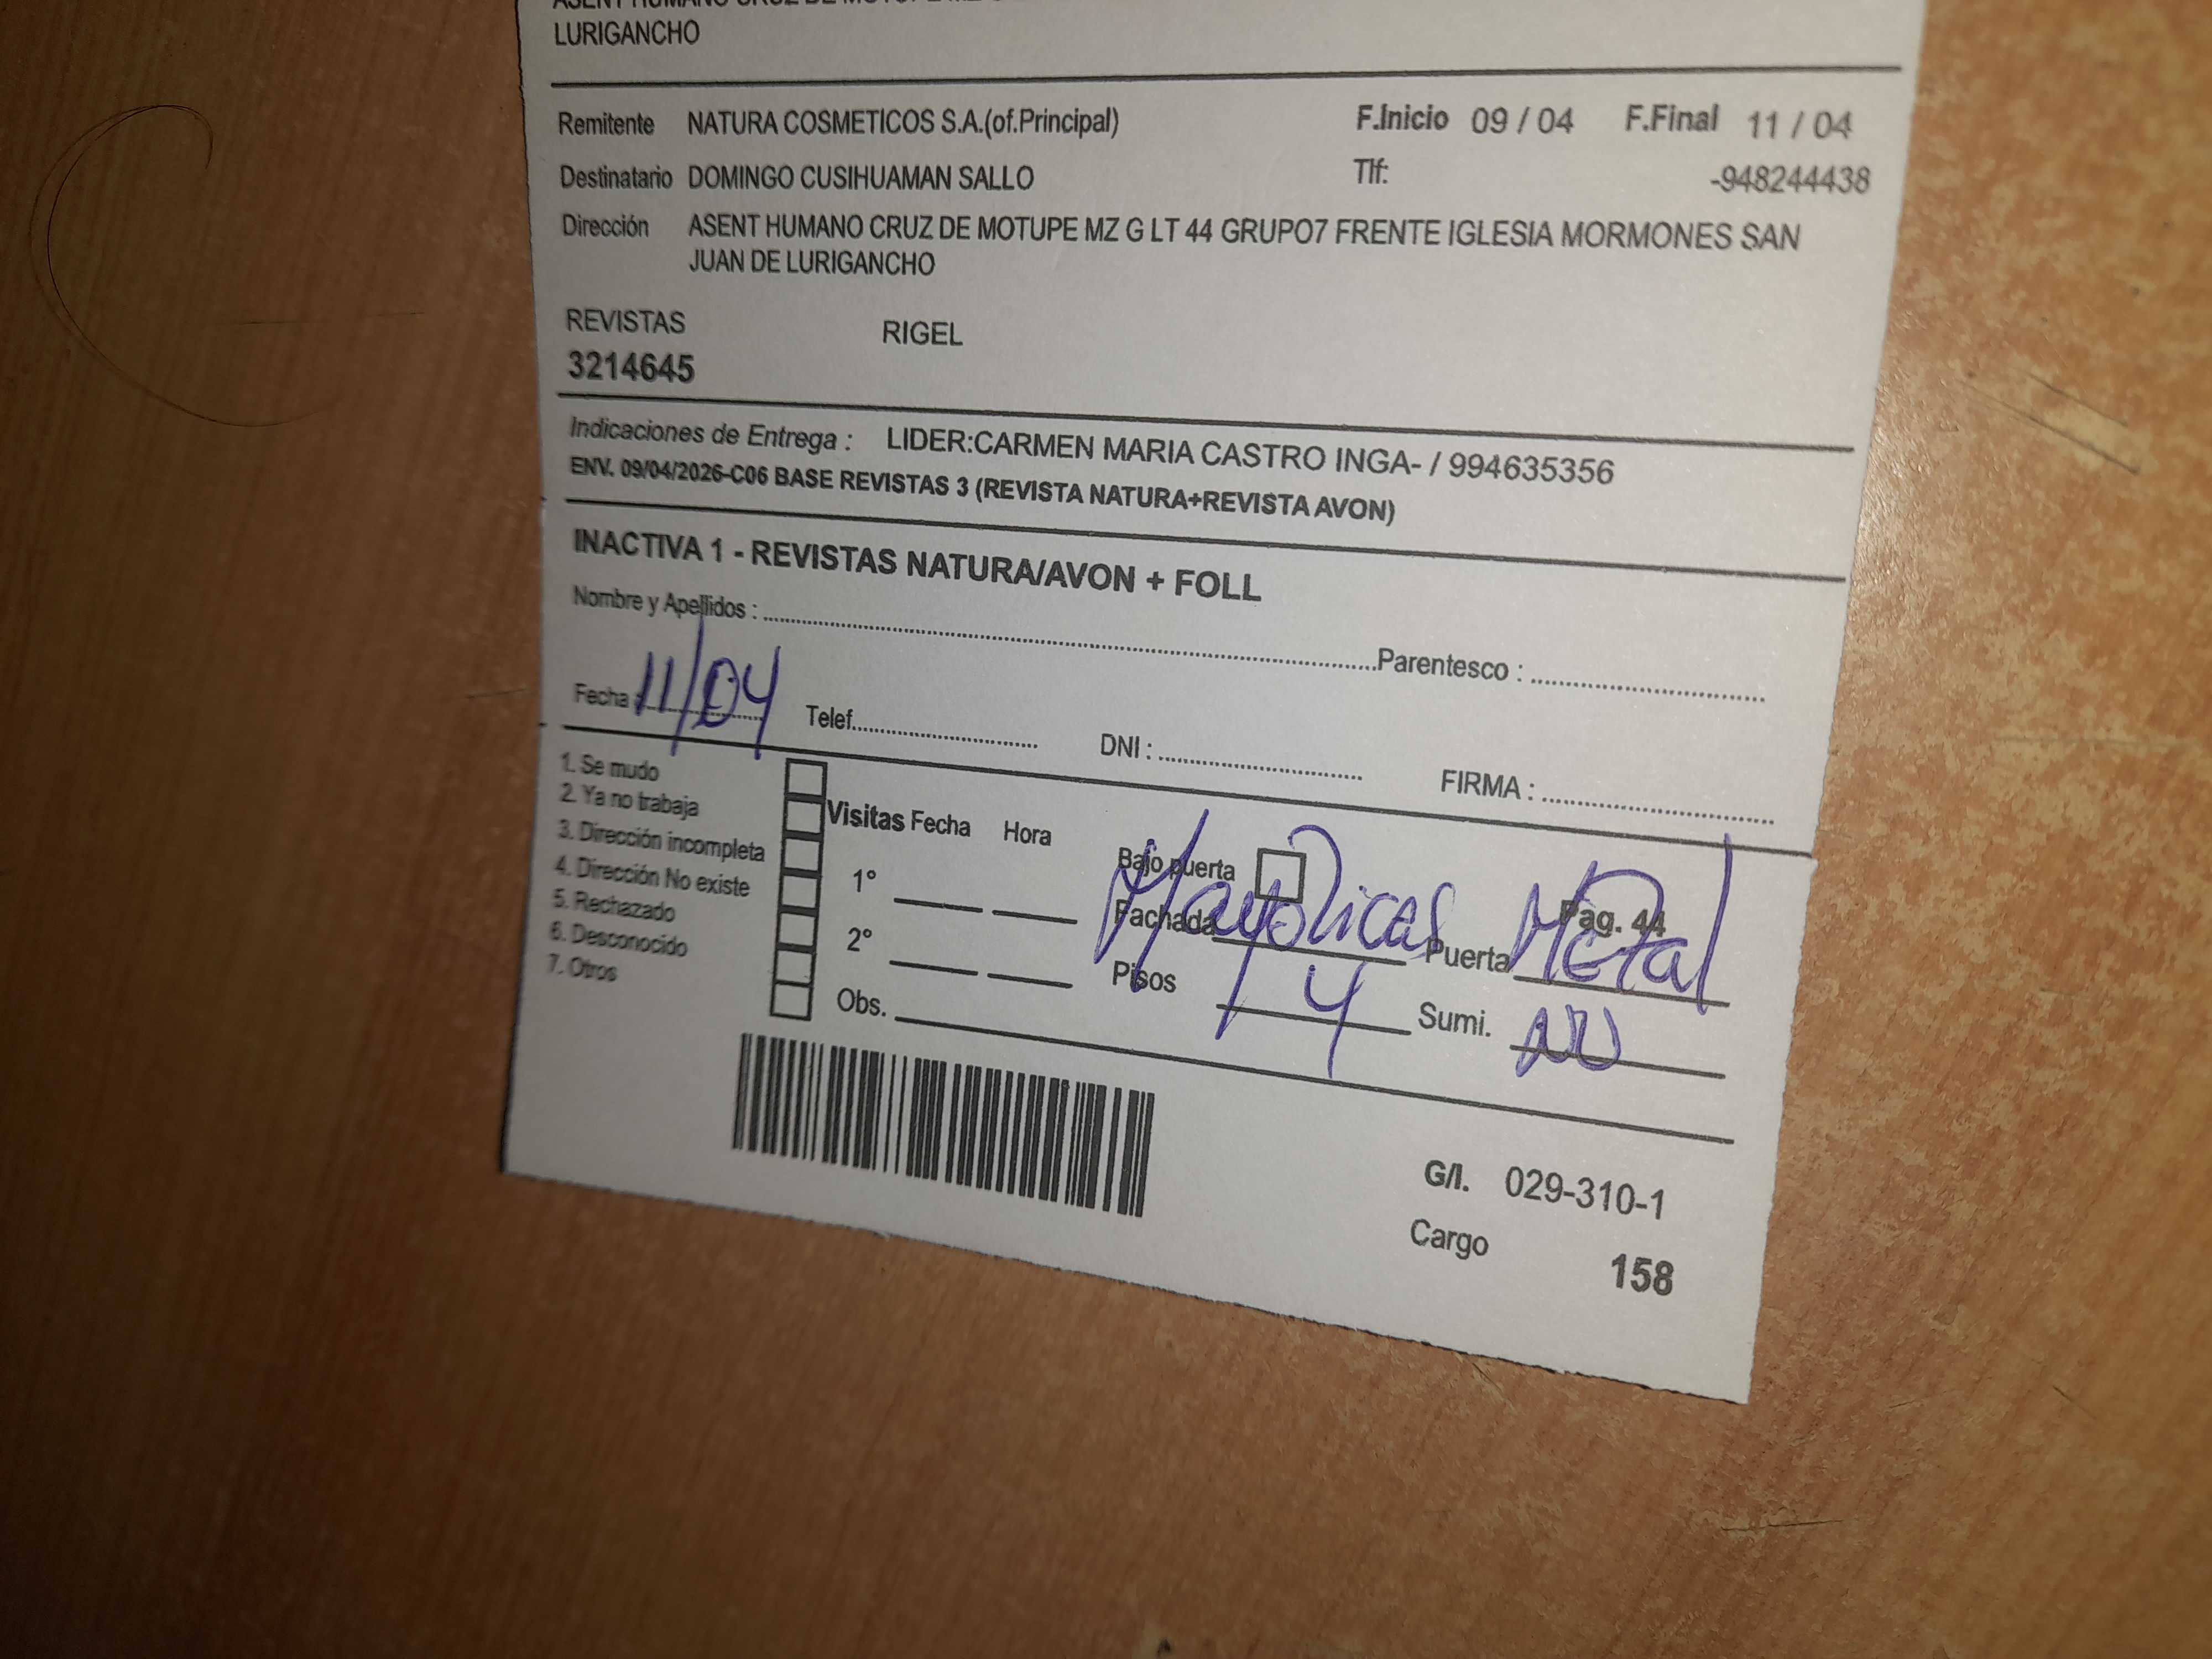 LURIGANCHO
Remitente NATURA COSMETICOS S.A.(of.Principal) F.Inicio 09 / 04 F.Final 11 / 04
Destinatario DOMINGO CUSIHUAMAN SALLO Tlf: -948244438
Dirección ASENT HUMANO CRUZ DE MOTUPE MZ G LT 44 GRUPO7 FRENTE IGLESIA MORMONES SAN
JUAN DE LURIGANCHO
REVISTAS RIGEL
3214645
Indicaciones de Entrega : LIDER:CARMEN MARIA CASTRO INGA- / 994635356
ENV. 09/04/2026-C06 BASE REVISTAS 3 (REVISTA NATURA+REVISTA AVON)
INACTIVA 1 - REVISTAS NATURA/AVON + FOLL
Nombre y Apellidos : Parentesco :
Fecha : 11/04 Telef. DNI : FIRMA :
1. Se mudo
2. Ya no trabaja
3. Dirección incompleta
4. Dirección No existe
5. Rechazado
6. Desconocido
7. Otros
Visitas Fecha Hora
1°
2°
Obs.
Bajo puerta Pag. 44
Fachada Mayolicas Puerta Metal
Pisos 4 Sumi. NO
G/I. 029-310-1
Cargo 158